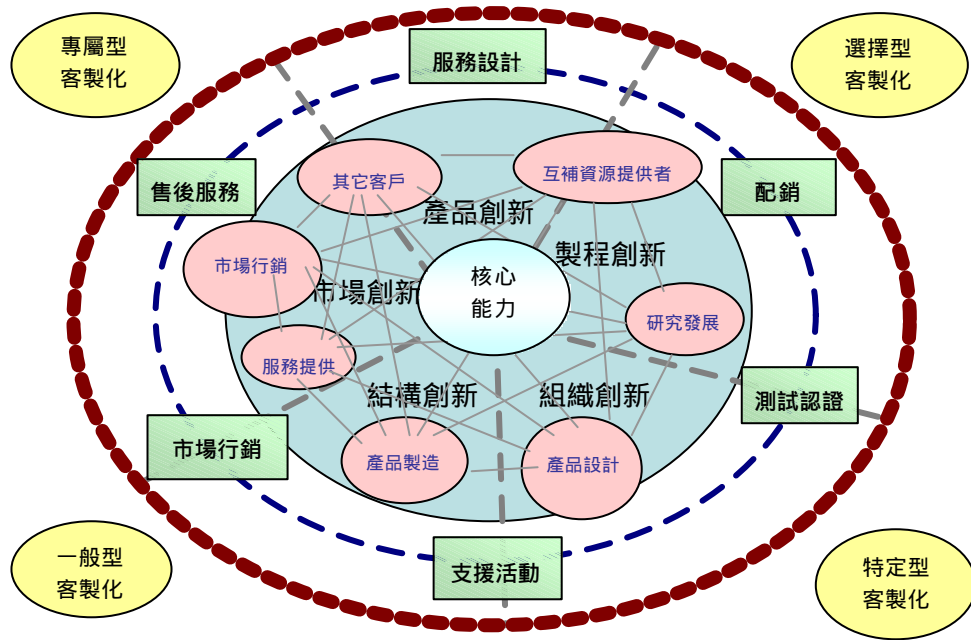 專屬型
客製化
服務設計
選擇型
客製化
售後服務
其它客戶
互補資源提供者
配銷
產品創新
製程創新
市場行銷
市場創新
核心
能力
研究發展
服務提供
結構創新
組織創新
測試認證
市場行銷
產品製造
產品設計
一般型
客製化
支援活動
特定型
客製化